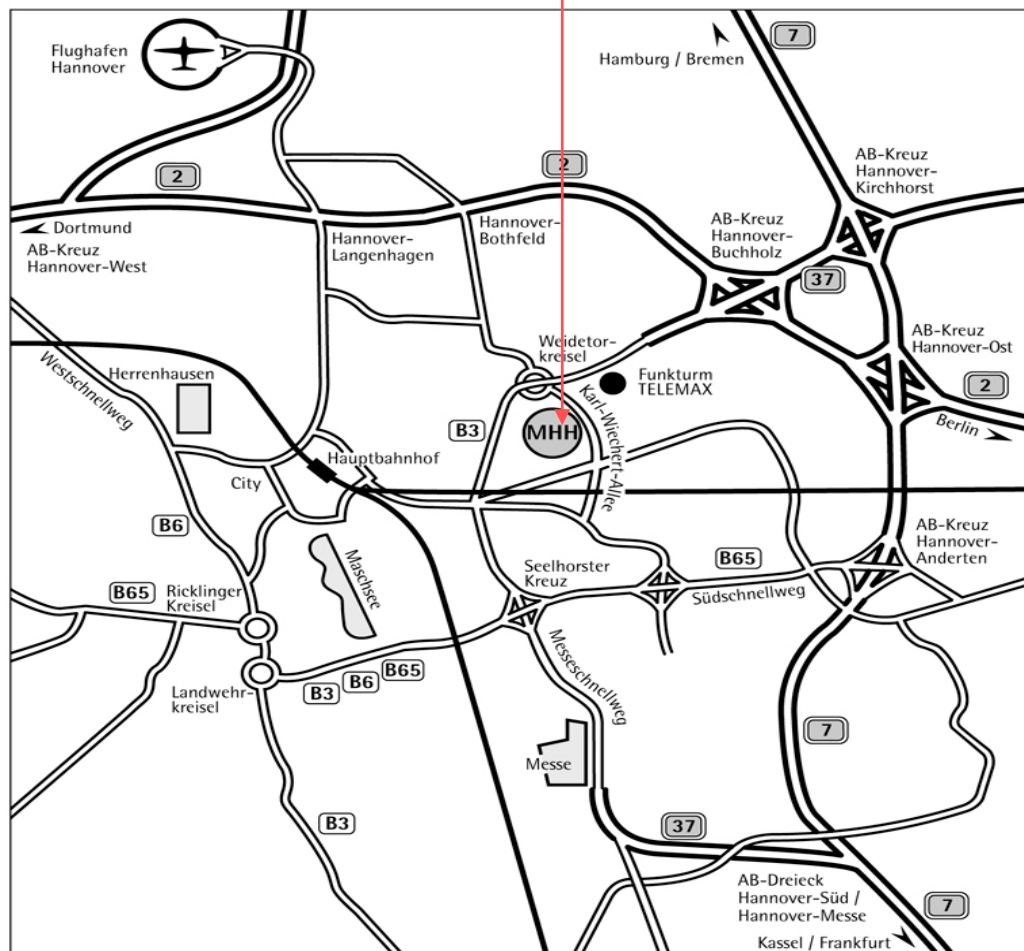 Flughafen
Hannover
7
Hamburg / Bremen
AB-Kreuz
Hannover-
Kirchhorst
2
2
Dortmund
AB-Kreuz
Hannover-West
Hannover-
Langenhagen
Hannover-
Bothfeld
AB-Kreuz
Hannover-
Buchholz
37
Westschnellweg
Herrenhausen
Weidetor-
kreisel
Funkturm
TELEMAX
AB-Kreuz
Hannover-Ost
2
Berlin
B3
MHH
Karl-Wiechert-Allee
Hauptbahnhof
City
B6
Maschsee
AB-Kreuz
Hannover-
Anderten
B65
Ricklinger
Kreisel
Seelhorster
Kreuz
B65
Südschnellweg
Landwehr-
kreisel
B3
B6
B65
Messeschnellweg
Messe
7
B3
37
AB-Dreieck
Hannover-Süd /
Hannover-Messe
7
Kassel / Frankfurt